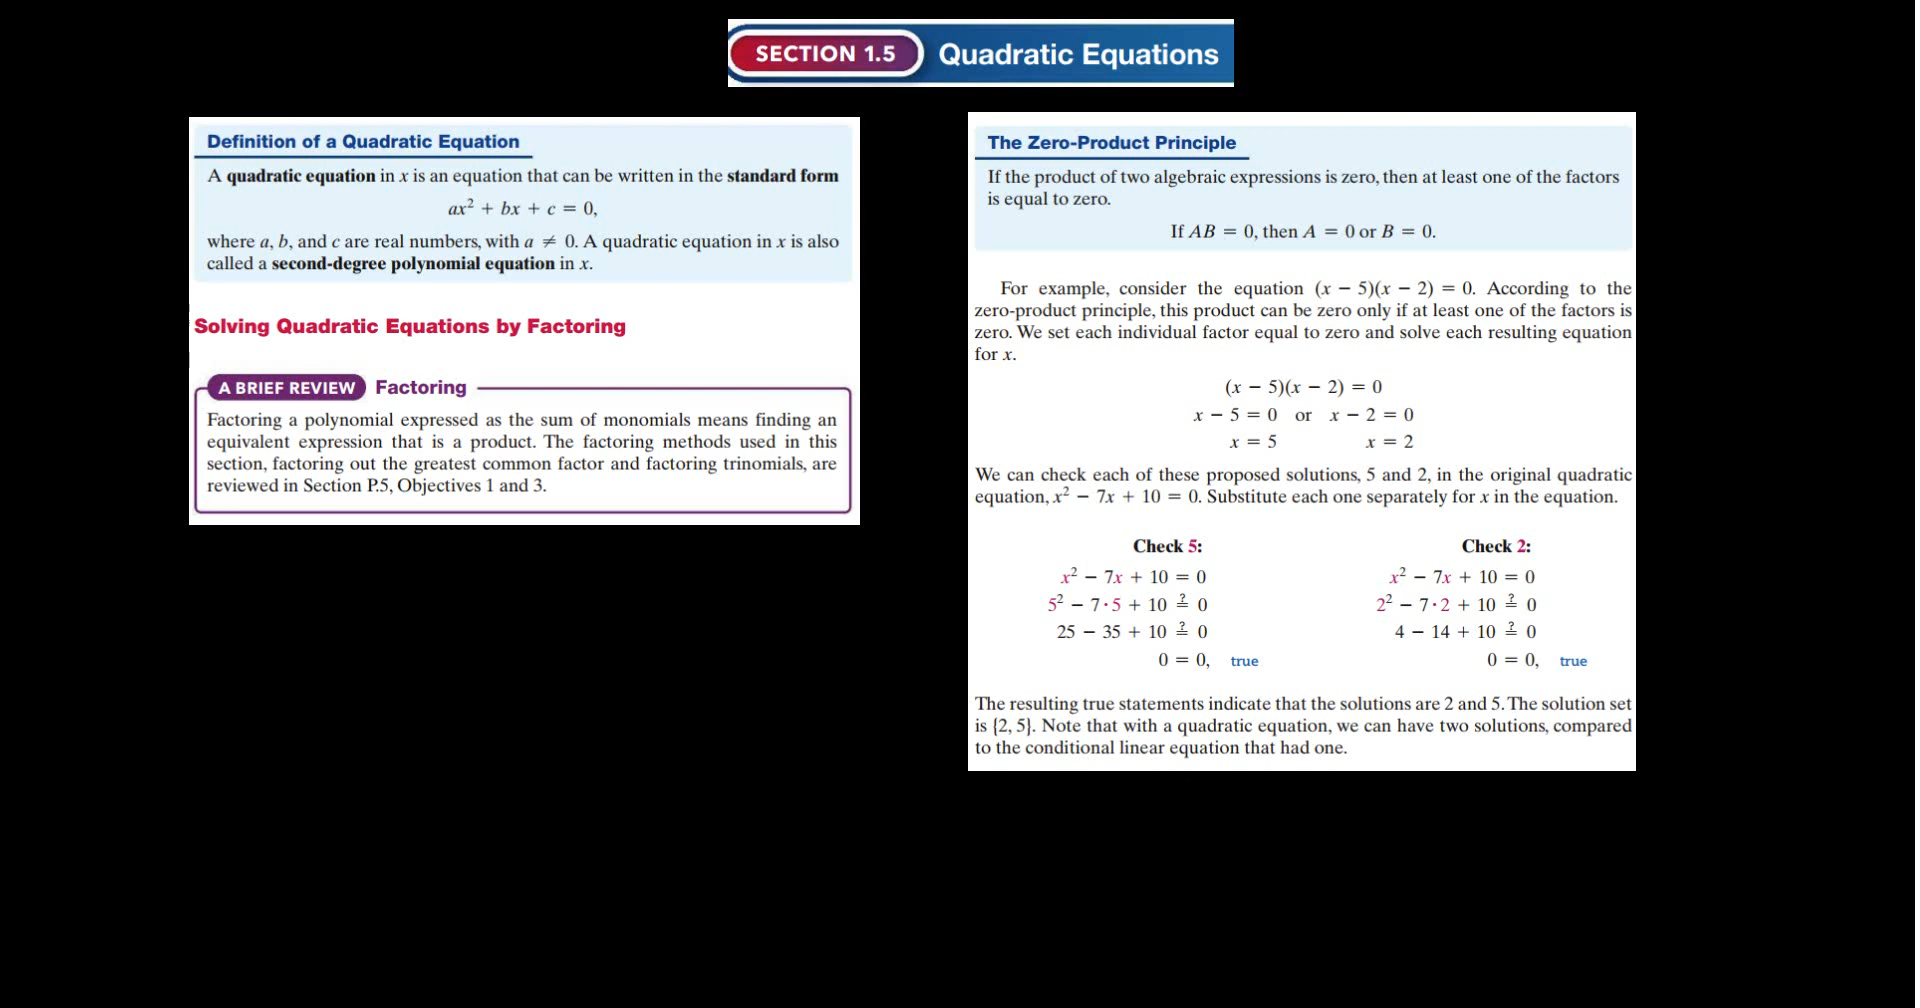 SECTION 1.5 Quadratic Equations
Definition of a Quadratic Equation
A quadratic equation in x is an equation that can be written in the standard form
ax² + bx + c = 0,
where a, b, and c are real numbers, with a ≠ 0. A quadratic equation in x is also
called a second-degree polynomial equation in x.
Solving Quadratic Equations by Factoring
A BRIEF REVIEW Factoring
Factoring a polynomial expressed as the sum of monomials means finding an
equivalent expression that is a product. The factoring methods used in this
section, factoring out the greatest common factor and factoring trinomials, are
reviewed in Section P.5, Objectives 1 and 3.
The Zero-Product Principle
If the product of two algebraic expressions is zero, then at least one of the factors
is equal to zero.
If AB = 0, then A = 0 or B = 0.
For example, consider the equation (x − 5)(x − 2) = 0. According to the
zero-product principle, this product can be zero only if at least one of the factors is
zero. We set each individual factor equal to zero and solve each resulting equation
for x.
(x − 5)(x − 2) = 0
x − 5 = 0 or x − 2 = 0
x = 5 x = 2
We can check each of these proposed solutions, 5 and 2, in the original quadratic
equation, x² − 7x + 10 = 0. Substitute each one separately for x in the equation.
Check 5:
x² − 7x + 10 = 0
5² − 7·5 + 10 ≟ 0
25 − 35 + 10 ≟ 0
0 = 0, true
Check 2:
x² − 7x + 10 = 0
2² − 7·2 + 10 ≟ 0
4 − 14 + 10 ≟ 0
0 = 0, true
The resulting true statements indicate that the solutions are 2 and 5. The solution set
is {2, 5}. Note that with a quadratic equation, we can have two solutions, compared
to the conditional linear equation that had one.